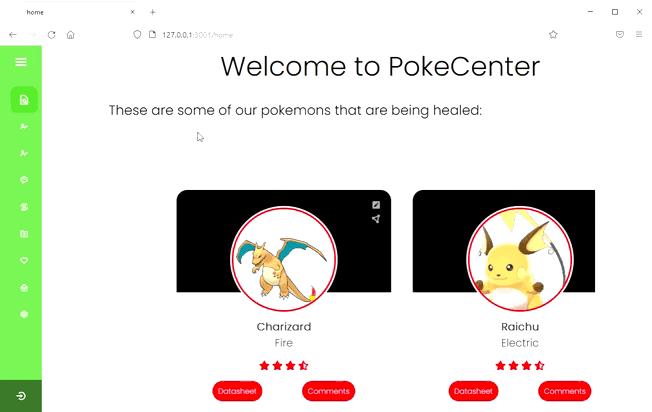 home
127.0.0.1:3001/home
Welcome to PokeCenter
These are some of our pokemons that are being healed:
Charizard
Fire
Datasheet
Comments
Raichu
Electric
Datasheet
Comments